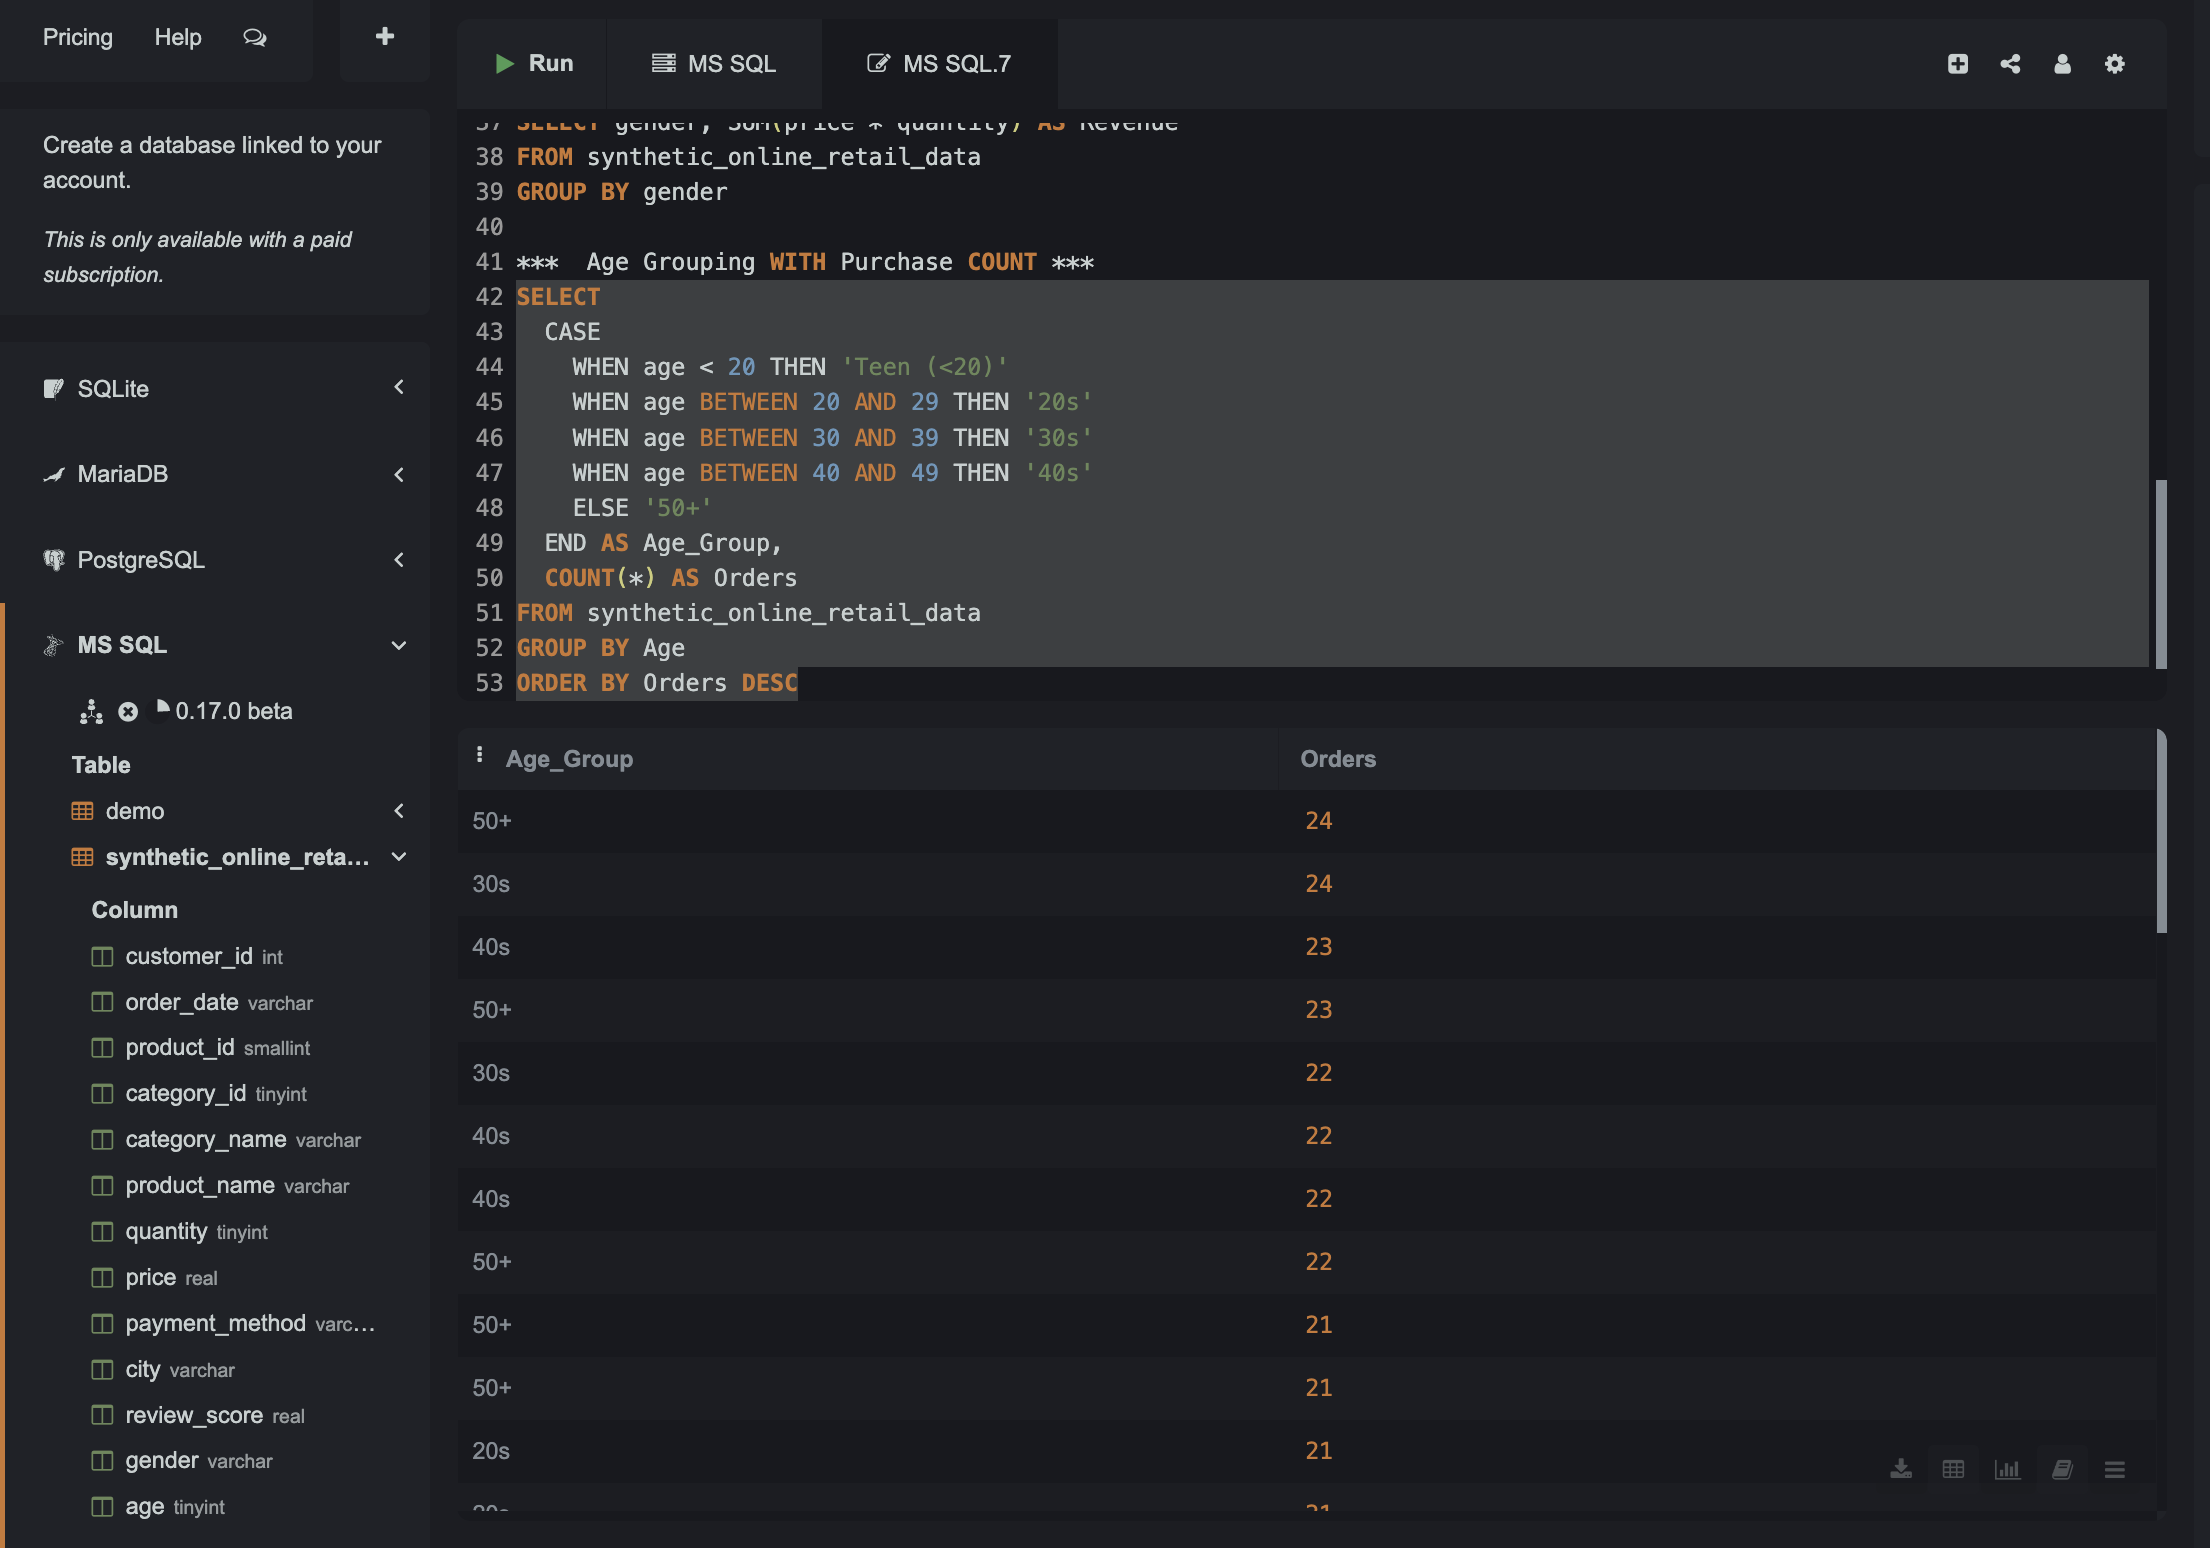 Pricing Help
Create a database linked to your
account.
This is only available with a paid
subscription.
SQLite
MariaDB
PostgreSQL
MS SQL
0.17.0 beta
Table
demo
synthetic_online_reta...
Column
customer_id int
order_date varchar
product_id smallint
category_id tinyint
category_name varchar
product_name varchar
quantity tinyint
price real
payment_method varc...
city varchar
review_score real
gender varchar
age tinyint
Run MS SQL MS SQL.7
37 SELECT gender, SUM(price * quantity) AS Revenue
38 FROM synthetic_online_retail_data
39 GROUP BY gender
40
41 ***  Age Grouping WITH Purchase COUNT ***
42 SELECT
43   CASE
44     WHEN age < 20 THEN 'Teen (<20)'
45     WHEN age BETWEEN 20 AND 29 THEN '20s'
46     WHEN age BETWEEN 30 AND 39 THEN '30s'
47     WHEN age BETWEEN 40 AND 49 THEN '40s'
48     ELSE '50+'
49   END AS Age_Group,
50   COUNT(*) AS Orders
51 FROM synthetic_online_retail_data
52 GROUP BY Age
53 ORDER BY Orders DESC
Age_Group Orders
50+ 24
30s 24
40s 23
50+ 23
30s 22
40s 22
40s 22
50+ 22
50+ 21
50+ 21
20s 21